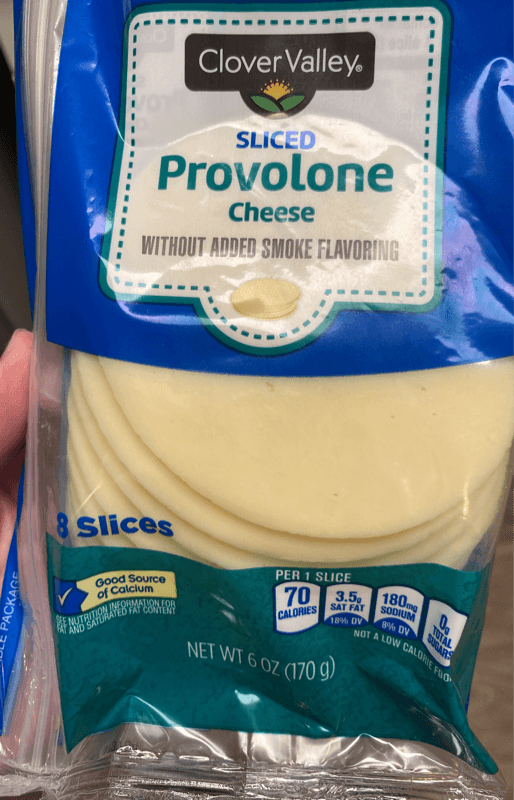 Clover Valley®
SLICED
Provolone
Cheese
WITHOUT ADDED SMOKE FLAVORING
8 Slices
Good Source
of Calcium
SEE NUTRITION INFORMATION FOR
FAT AND SATURATED FAT CONTENT
PER 1 SLICE
70
CALORIES
3.5g
SAT FAT
18% DV
180mg
SODIUM
8% DV
0g
TOTAL
SUGARS
NOT A LOW CALORIE FOOD
NET WT 6 OZ (170 g)
PACKAGE